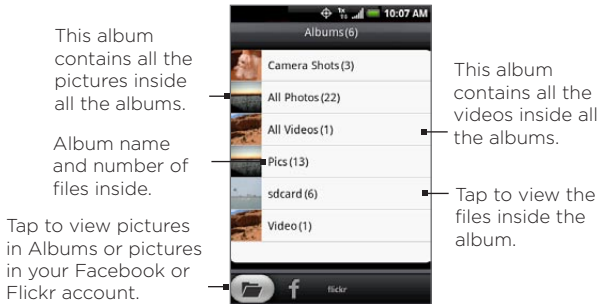 This album
contains all the
pictures inside
all the albums.
Album name
and number of
files inside.
Tap to view pictures
in Albums or pictures
in your Facebook or
Flickr account.
1x
10:07 AM
Albums(6)
Camera Shots(3)
All Photos(22)
All Videos(1)
Pics(13)
sdcard(6)
Video(1)
f
flickr
This album
contains all the
videos inside all
the albums.
Tap to view the
files inside the
album.